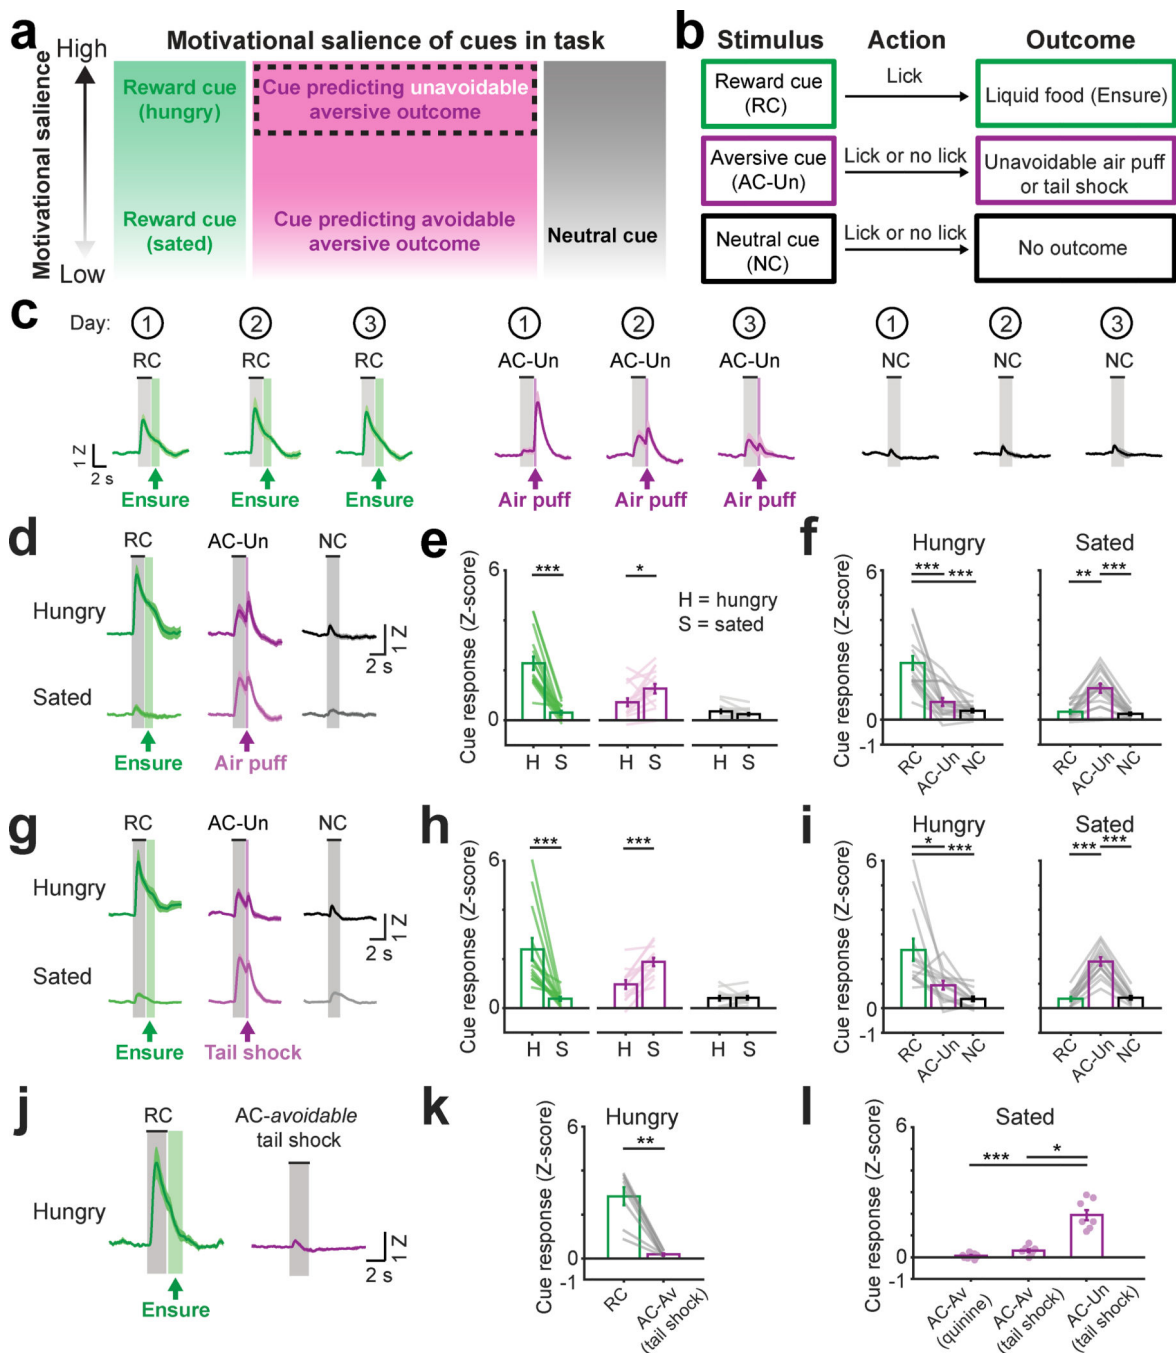 a
Motivational salience of cues in task
High
Motivational salience
Low
Reward cue
(hungry)
Cue predicting unavoidable
aversive outcome
Reward cue
(sated)
Cue predicting avoidable
aversive outcome
Neutral cue
b
Stimulus Action Outcome
Reward cue
(RC)
Lick
Liquid food (Ensure)
Aversive cue
(AC-Un)
Lick or no lick
Unavoidable air puff
or tail shock
Neutral cue
(NC)
Lick or no lick
No outcome
c
Day: 1 2 3 1 2 3 1 2 3
RC RC RC AC-Un AC-Un AC-Un NC NC NC
1 Z
2 s
Ensure Ensure Ensure Air puff Air puff Air puff
d
RC AC-Un NC
Hungry
1 Z
2 s
Sated
Ensure Air puff
e
Cue response (Z-score)
6
0
*** *
H = hungry
S = sated
H S H S H S
f
Hungry Sated
Cue response (Z-score)
6
0
-1
*** *** ** ***
RC AC-Un NC RC AC-Un NC
g
RC AC-Un NC
Hungry
1 Z
2 s
Sated
Ensure Tail shock
h
Cue response (Z-score)
6
0
*** ***
H S H S H S
i
Hungry Sated
Cue response (Z-score)
6
0
-1
* *** *** ***
RC AC-Un NC RC AC-Un NC
j
RC AC-avoidable
tail shock
Hungry
1 Z
2 s
Ensure
k
Hungry
Cue response (Z-score)
6
0
-1
**
RC AC-Av
(tail shock)
l
Sated
Cue response (Z-score)
6
0
-1
*** *
AC-Av
(quinine)
AC-Av
(tail shock)
AC-Un
(tail shock)